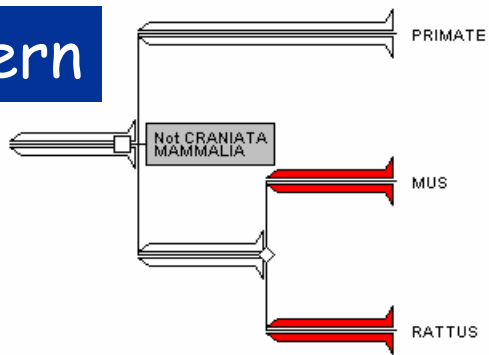 ern
PRIMATE
Not CRANIATA
MAMMALIA
MUS
RATTUS